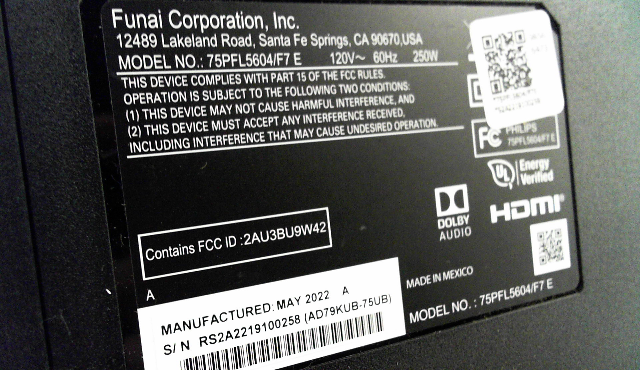 Funai Corporation, Inc.
12489 Lakeland Road, Santa Fe Springs, CA 90670,USA
MODEL NO.: 75PFL5604/F7 E 120V~ 60Hz 250W
THIS DEVICE COMPLIES WITH PART 15 OF THE FCC RULES.
OPERATION IS SUBJECT TO THE FOLLOWING TWO CONDITIONS:
(1) THIS DEVICE MAY NOT CAUSE HARMFUL INTERFERENCE, AND
(2) THIS DEVICE MUST ACCEPT ANY INTERFERENCE RECEIVED,
INCLUDING INTERFERENCE THAT MAY CAUSE UNDESIRED OPERATION.
FC PHILIPS
75PFL5604/F7 E
UL Energy
Verified
DOLBY
AUDIO
HDMI
Contains FCC ID :2AU3BU9W42
A
MANUFACTURED: MAY 2022 A
S/ N RS2A2219100258 (AD79KUB-75UB)
MADE IN MEXICO
MODEL NO. : 75PFL5604/F7 E